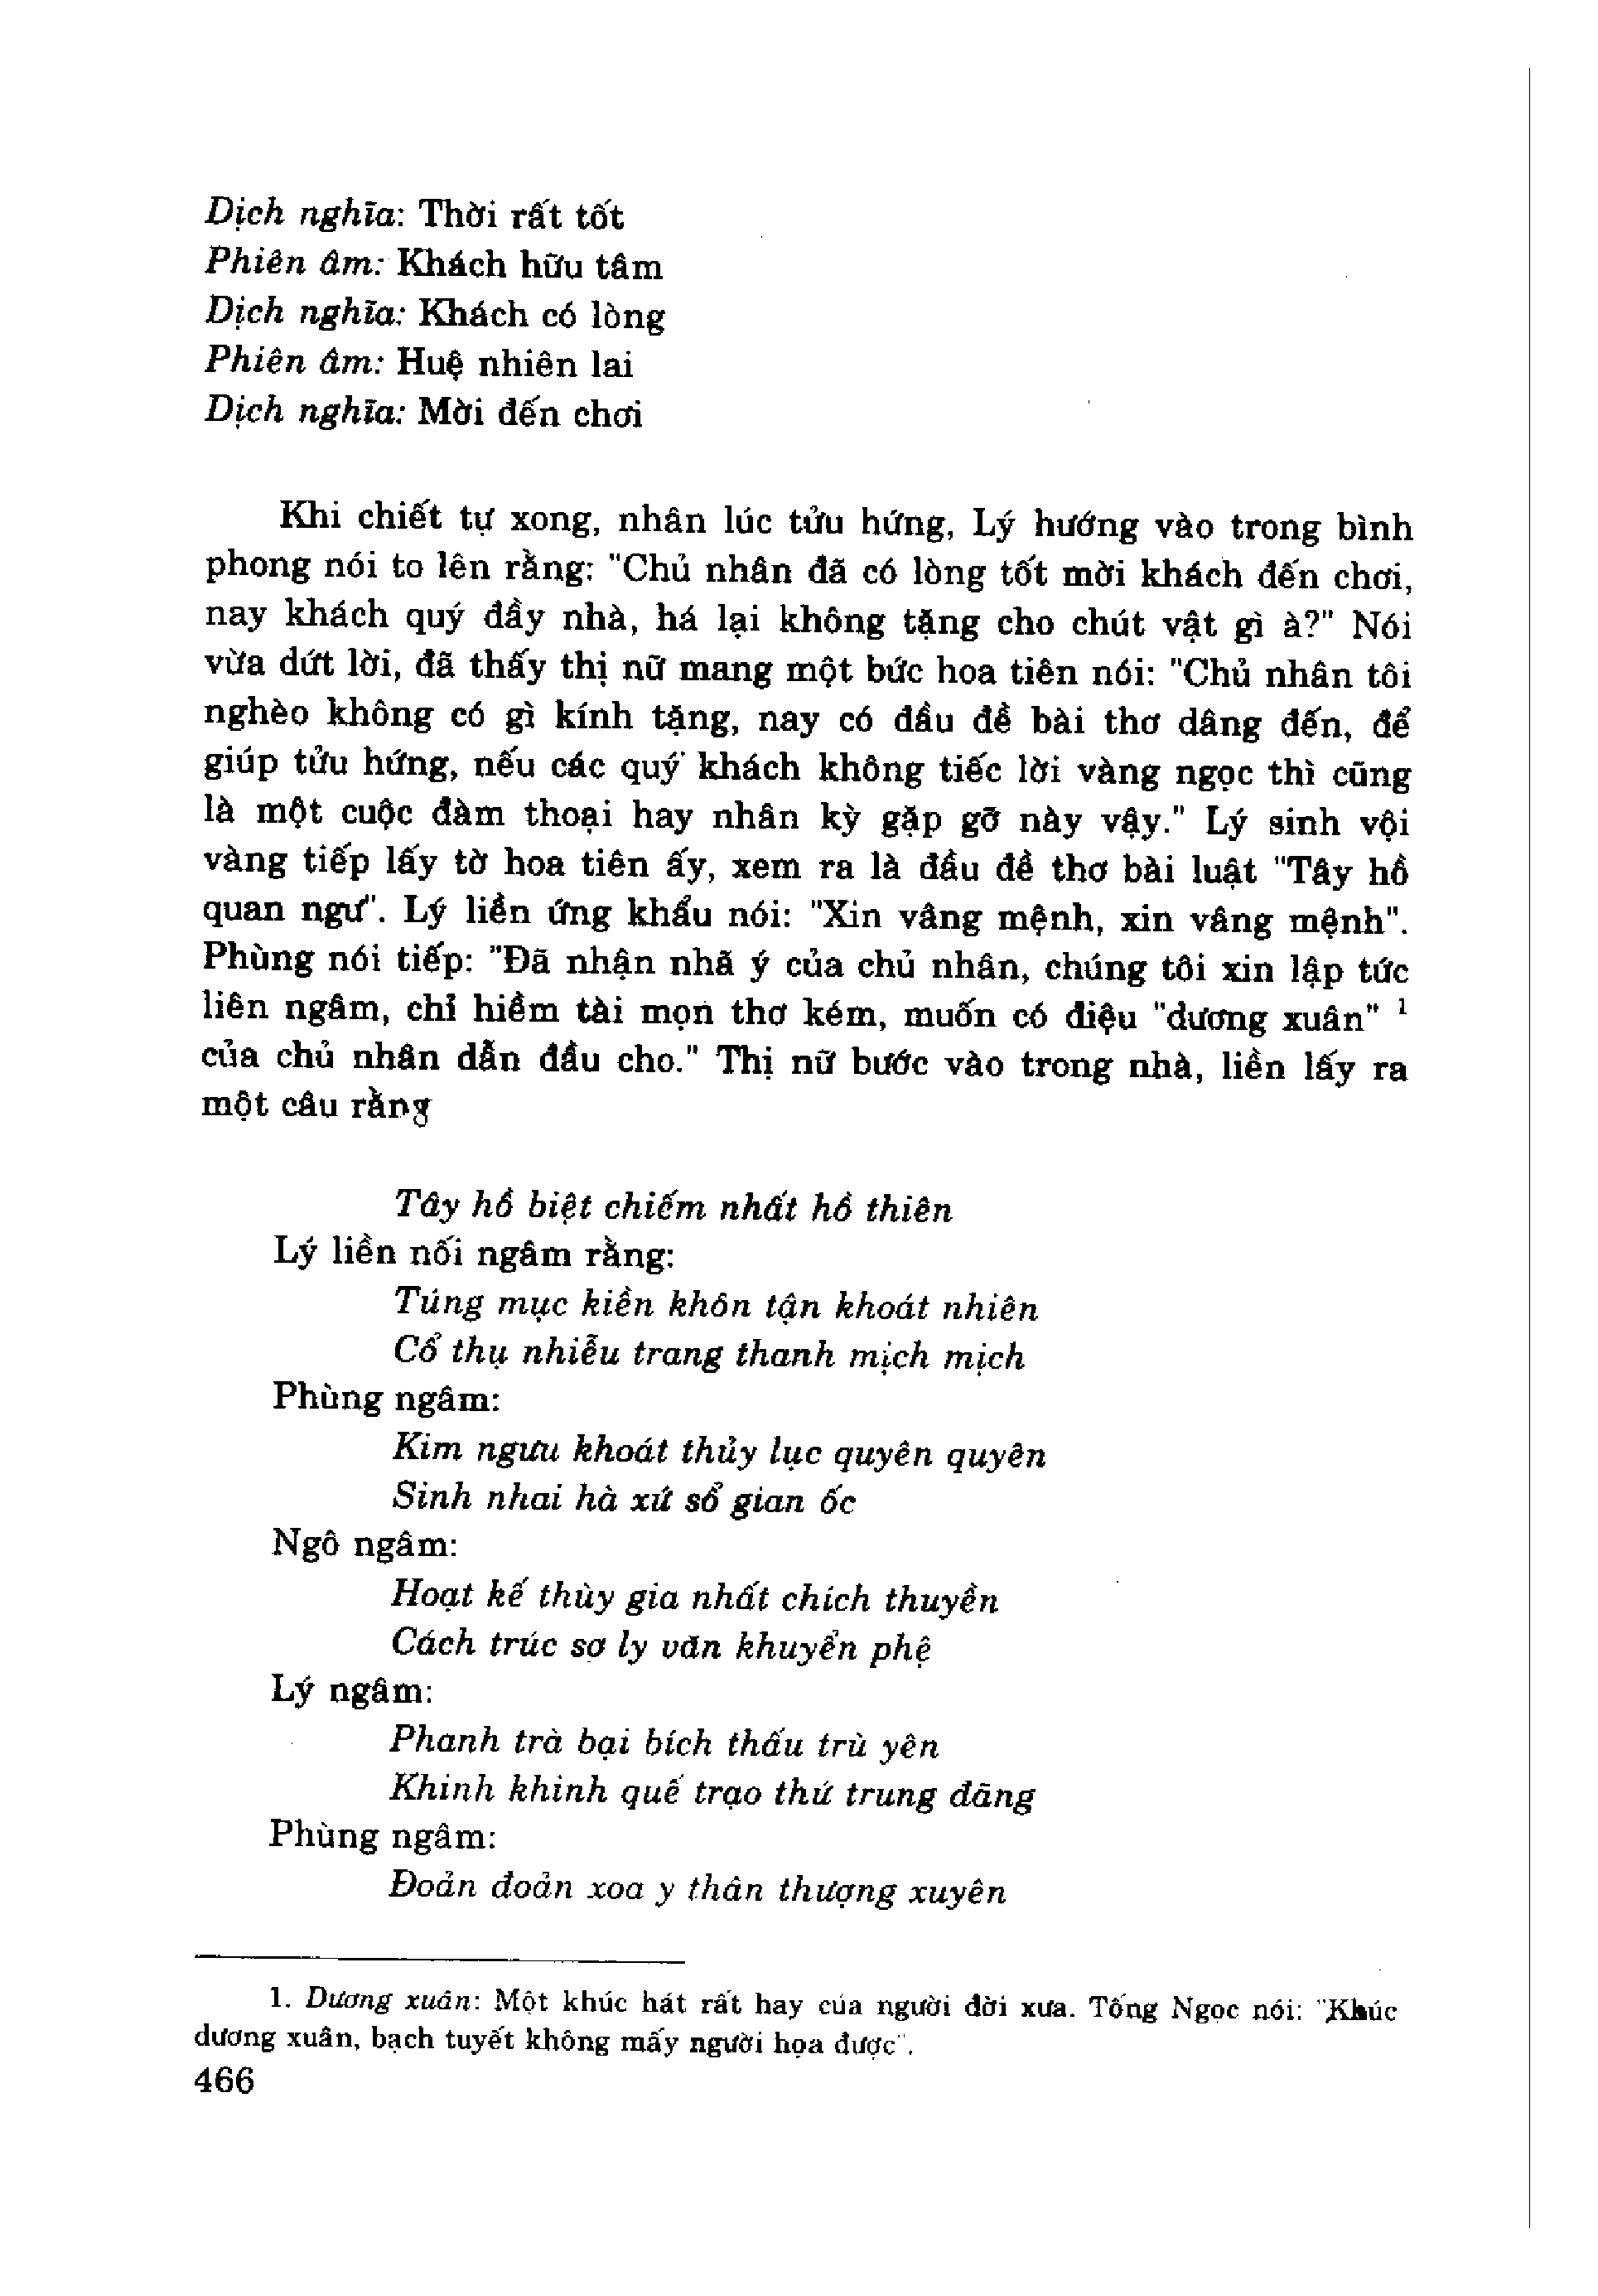 Dịch nghĩa: Thời rất tốt
Phiên âm: Khách hữu tâm
Dịch nghĩa: Khách có lòng
Phiên âm: Huệ nhiên lai
Dịch nghĩa: Mời đến chơi
Khi chiết tự xong, nhân lúc tửu hứng, Lý hướng vào trong bình
phong nói to lên rằng: "Chủ nhân đã có lòng tốt mời khách đến chơi,
nay khách quý đầy nhà, há lại không tặng cho chút vật gì à?" Nói
vừa dứt lời, đã thấy thị nữ mang một bức hoa tiên nói: "Chủ nhân tôi
nghèo không có gì kính tặng, nay có đầu đề bài thơ dâng đến, để
giúp tửu hứng, nếu các quý khách không tiếc lời vàng ngọc thì cũng
là một cuộc đàm thoại hay nhân kỳ gặp gỡ này vậy." Lý sinh vội
vàng tiếp lấy tờ hoa tiên ấy, xem ra là đầu đề thơ bài luật "Tây hồ
quan ngư". Lý liền ứng khẩu nói: "Xin vâng mệnh, xin vâng mệnh".
Phùng nói tiếp: "Đã nhận nhã ý của chủ nhân, chúng tôi xin lập tức
liên ngâm, chỉ hiềm tài mọn thơ kém, muốn có điệu "dương xuân" 1
của chủ nhân dẫn đầu cho." Thị nữ bước vào trong nhà, liền lấy ra
một câu rằng
Tây hồ biệt chiếm nhất hồ thiên
Lý liền nối ngâm rằng:
Túng mục kiền khôn tận khoát nhiên
Cổ thụ nhiễu trang thanh mịch mịch
Phùng ngâm:
Kim ngưu khoát thủy lục quyên quyên
Sinh nhai hà xứ sổ gian ốc
Ngô ngâm:
Hoạt kế thùy gia nhất chích thuyền
Cách trúc sơ ly văn khuyển phệ
Lý ngâm:
Phanh trà bại bích thấu trù yên
Khinh khinh quế trạo thứ trung đãng
Phùng ngâm:
Đoản đoản xoa y thân thượng xuyên
1. Dương xuân: Một khúc hát rất hay của người đời xưa. Tống Ngọc nói: "Khúc
dương xuân, bạch tuyết không mấy người họa được".
466